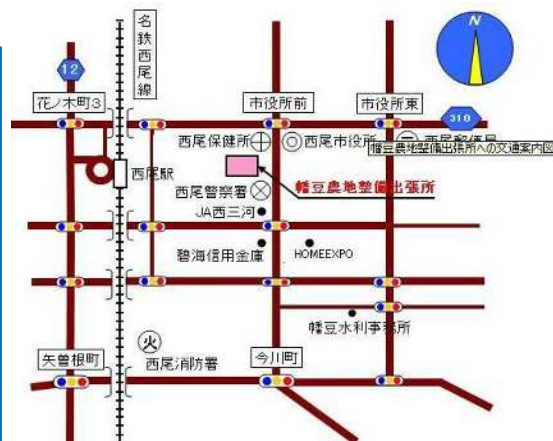 名鉄西尾線
N
12
花ノ木町3
市役所前
市役所東
310
西尾保健所
西尾市役所
幡豆農地整備出張所への交通案内図
西尾駅
幡豆農地整備出張所
西尾警察署
JA西三河
碧海信用金庫
HOMEEXPO
幡豆水利事務所
火
矢曽根町
西尾消防署
今川町